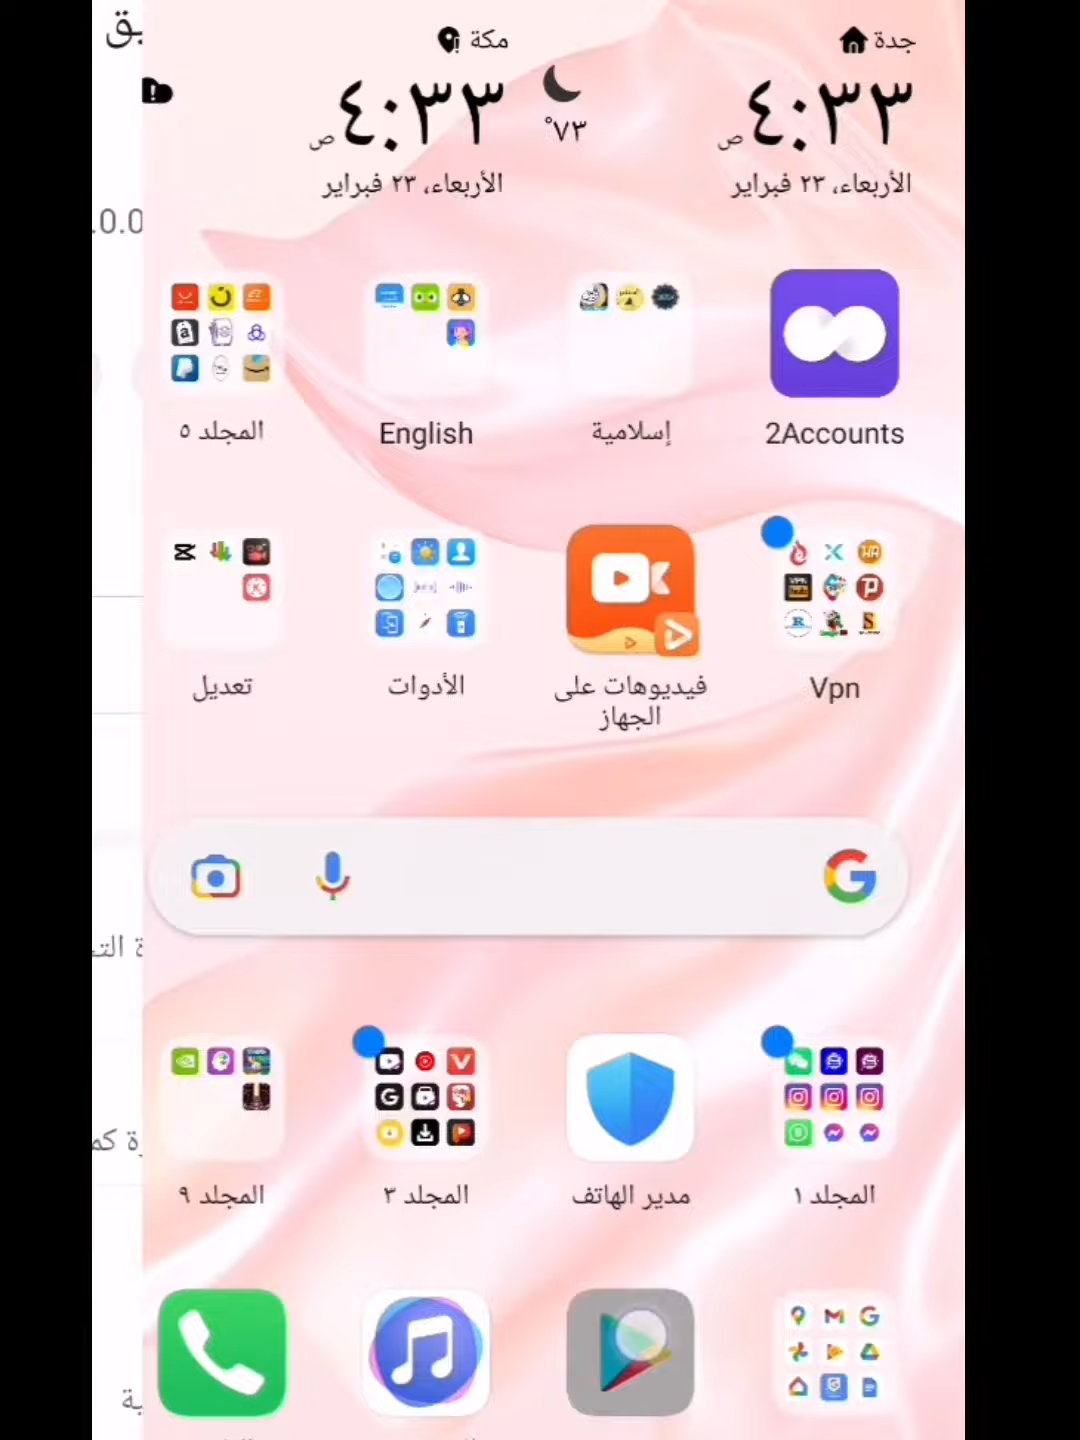 جدة
مكة
٤:٣٣ ص
٧٣°
٤:٣٣ ص
الأربعاء، ٢٣ فبراير
الأربعاء، ٢٣ فبراير
2Accounts
إسلامية
English
المجلد ٥
Vpn
فيديوهات على
الجهاز
الأدوات
تعديل
المجلد ١
مدير الهاتف
المجلد ٣
المجلد ٩